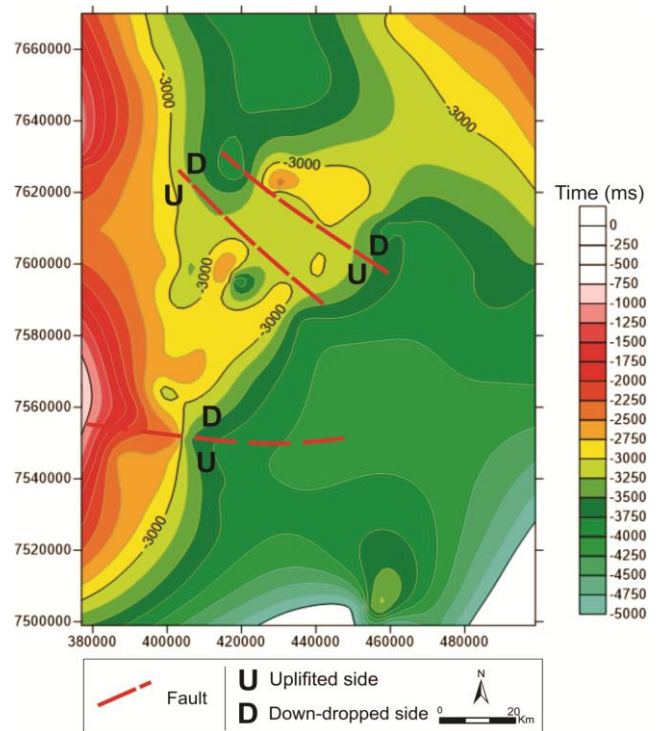 7660000
7640000
7620000
7600000
7580000
7560000
7540000
7520000
7500000
380000 400000 420000 440000 460000 480000
-3000
-3000
-3000
-3000
-3000
-3000
D
U
D
U
D
U
Time (ms)
0
-250
-500
-750
-1000
-1250
-1500
-1750
-2000
-2250
-2500
-2750
-3000
-3250
-3500
-3750
-4000
-4250
-4500
-4750
-5000
Fault
U Uplifited side
D Down-dropped side
N
0 20
Km